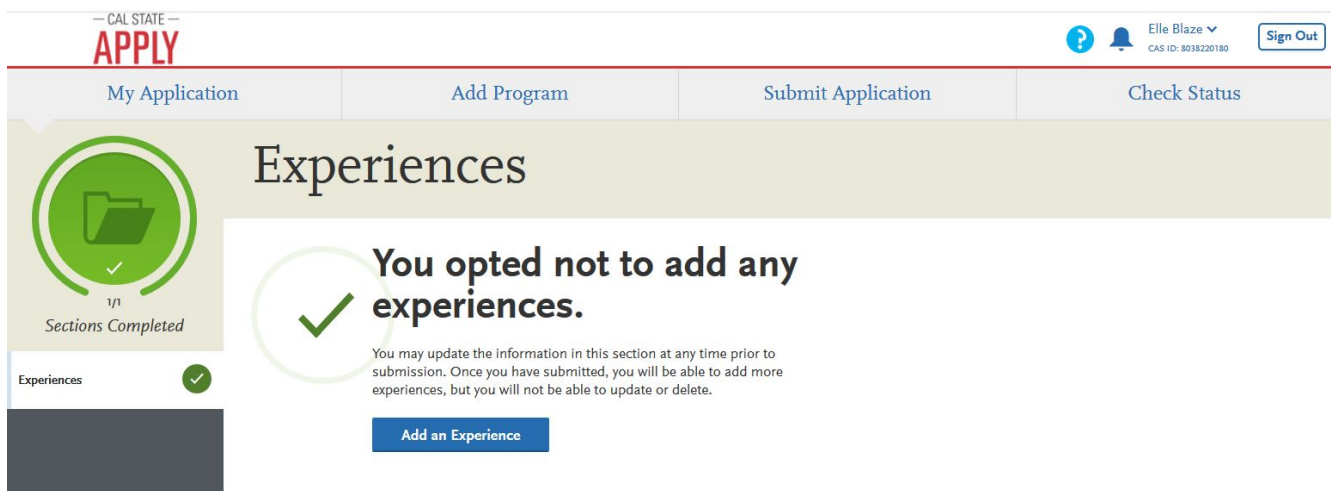 — CAL STATE —
APPLY
Elle Blaze
CAS ID: 8038220180
Sign Out
My Application
Add Program
Submit Application
Check Status
Experiences
1/1
Sections Completed
Experiences
You opted not to add any
experiences.
You may update the information in this section at any time prior to
submission. Once you have submitted, you will be able to add more
experiences, but you will not be able to update or delete.
Add an Experience